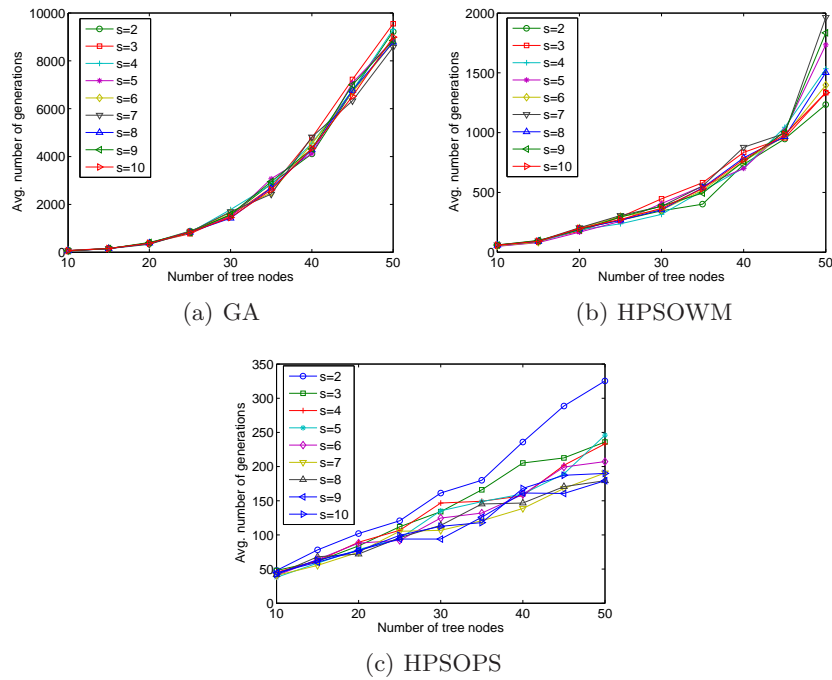 10000
8000
6000
4000
2000
0
10
20
30
40
50
Avg. number of generations
Number of tree nodes
s=2
s=3
s=4
s=5
s=6
s=7
s=8
s=9
s=10
(a) GA
2000
1500
1000
500
0
10
20
30
40
50
Avg. number of generations
Number of tree nodes
s=2
s=3
s=4
s=5
s=6
s=7
s=8
s=9
s=10
(b) HPSOWM
350
300
250
200
150
100
50
0
10
20
30
40
50
Avg. number of generations
Number of tree nodes
s=2
s=3
s=4
s=5
s=6
s=7
s=8
s=9
s=10
(c) HPSOPS